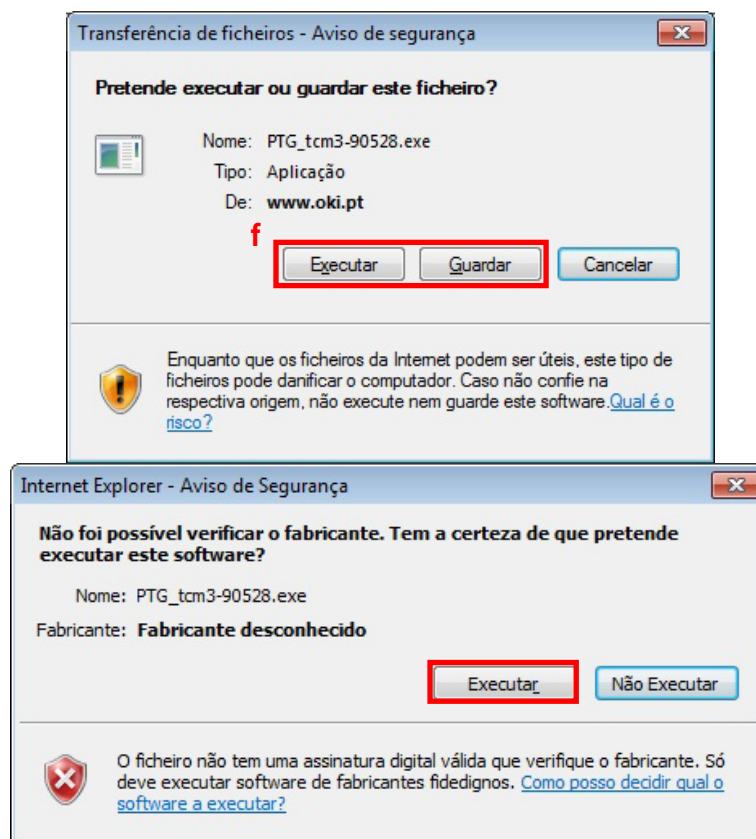 Transferência de ficheiros - Aviso de segurança
Pretende executar ou guardar este ficheiro?
Nome: PTG_tcm3-90528.exe
Tipo: Aplicação
De: www.oki.pt
f
Executar Guardar Cancelar
Enquanto que os ficheiros da Internet podem ser úteis, este tipo de
ficheiros pode danificar o computador. Caso não confie na
respectiva origem, não execute nem guarde este software.Qual é o
risco?
Internet Explorer - Aviso de Segurança
Não foi possível verificar o fabricante. Tem a certeza de que pretende
executar este software?
Nome: PTG_tcm3-90528.exe
Fabricante: Fabricante desconhecido
Executar Não Executar
O ficheiro não tem uma assinatura digital válida que verifique o fabricante. Só
deve executar software de fabricantes fidedignos. Como posso decidir qual o
software a executar?